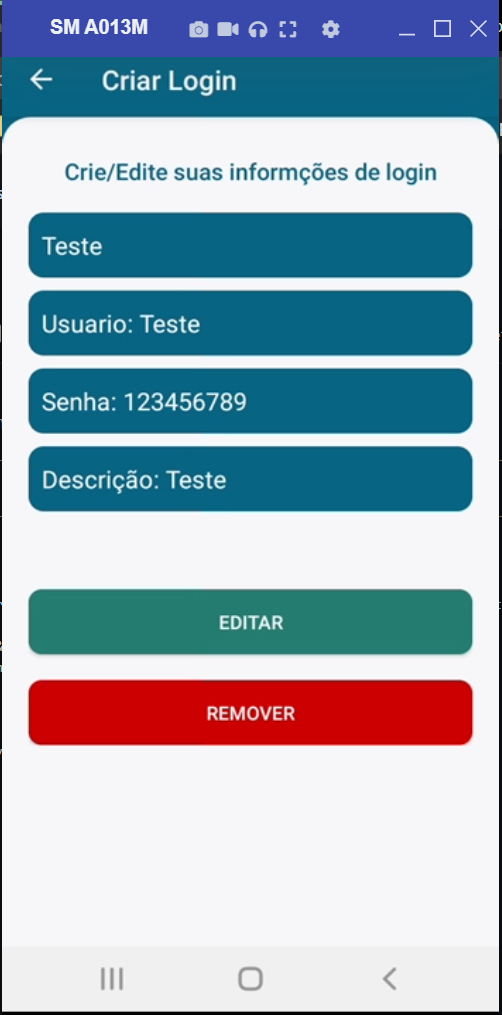 SM A013M
Criar Login
Crie/Edite suas informções de login
Teste
Usuario: Teste
Senha: 123456789
Descrição: Teste
EDITAR
REMOVER